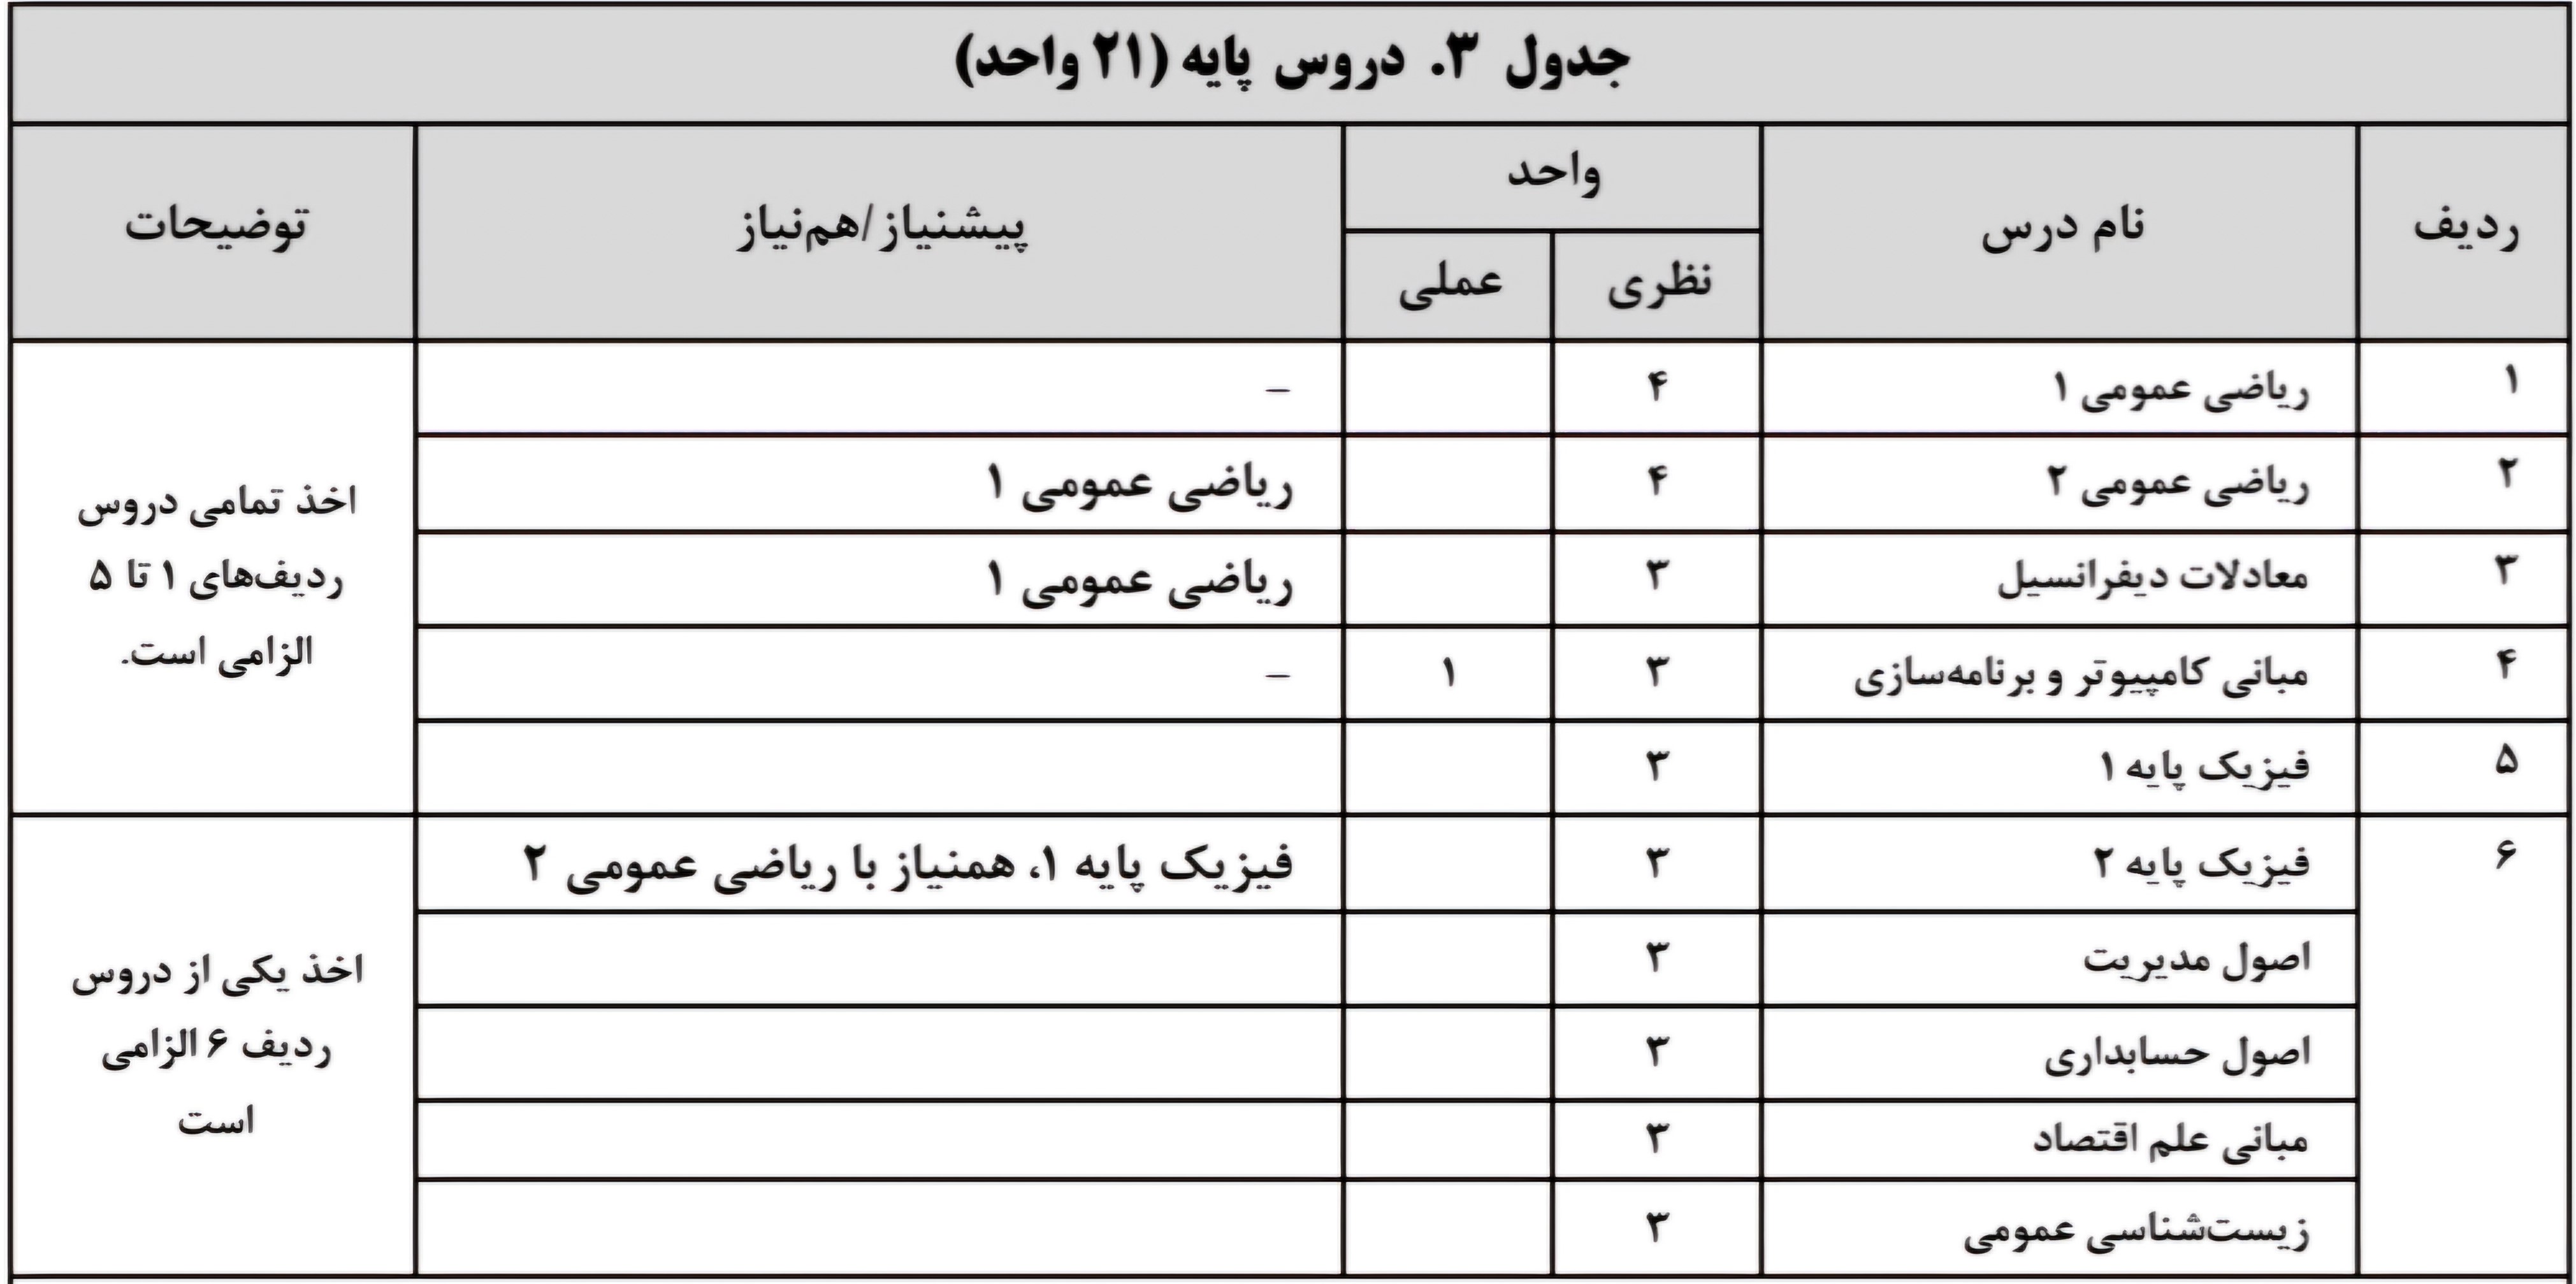 جدول ۳. دروس پایه (۲۱ واحد)
ردیف نام درس واحد پیشنیاز/هم‌نیاز توضیحات
نظری عملی
۱ ریاضی عمومی ۱ ۴ –
۲ ریاضی عمومی ۲ ۴ ریاضی عمومی ۱
۳ معادلات دیفرانسیل ۳ ریاضی عمومی ۱
۴ مبانی کامپیوتر و برنامه‌سازی ۳ ۱ –
۵ فیزیک پایه ۱ ۳
اخذ تمامی دروس
ردیف‌های ۱ تا ۵
الزامی است.
۶ فیزیک پایه ۲ ۳ فیزیک پایه ۱، همنیاز با ریاضی عمومی ۲
اصول مدیریت ۳
اصول حسابداری ۳
مبانی علم اقتصاد ۳
زیست‌شناسی عمومی ۳
اخذ یکی از دروس
ردیف ۶ الزامی
است